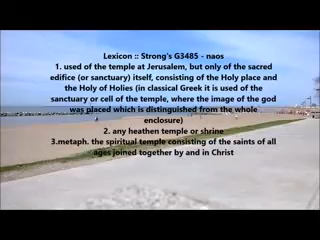 Lexicon :: Strong's G3485 - naos
1. used of the temple at Jerusalem, but only of the sacred
edifice (or sanctuary) itself, consisting of the Holy place and
the Holy of Holies (in classical Greek it is used of the
sanctuary or cell of the temple, where the image of the god
was placed which is distinguished from the whole
enclosure)
2. any heathen temple or shrine
3.metaph. the spiritual temple consisting of the saints of all
ages joined together by and in Christ